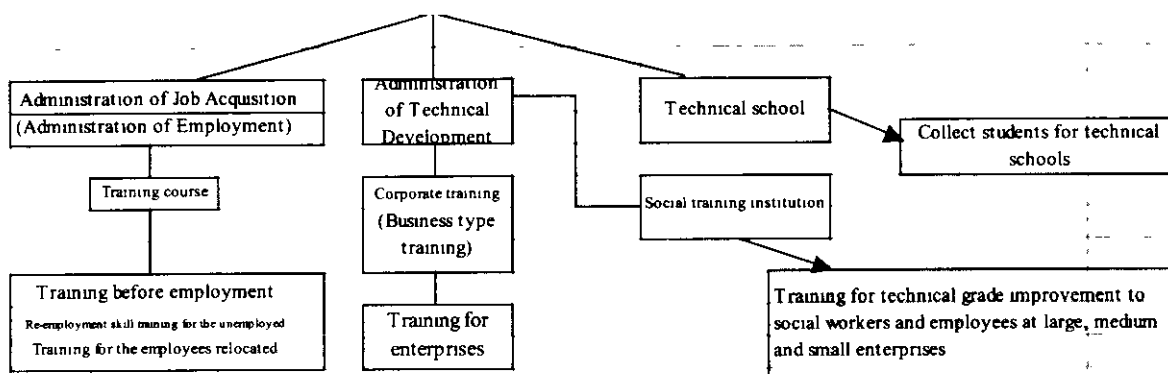 Administration of Job Acquisition
(Administration of Employment)
Training course
Training before employment
Re-employment skill training for the unemployed
Training for the employees relocated
Administration
of Technical
Development
Corporate training
(Business type
training)
Training for
enterprises
Technical school
Collect students for technical
schools
Social training institution
Training for technical grade improvement to
social workers and employees at large, medium
and small enterprises